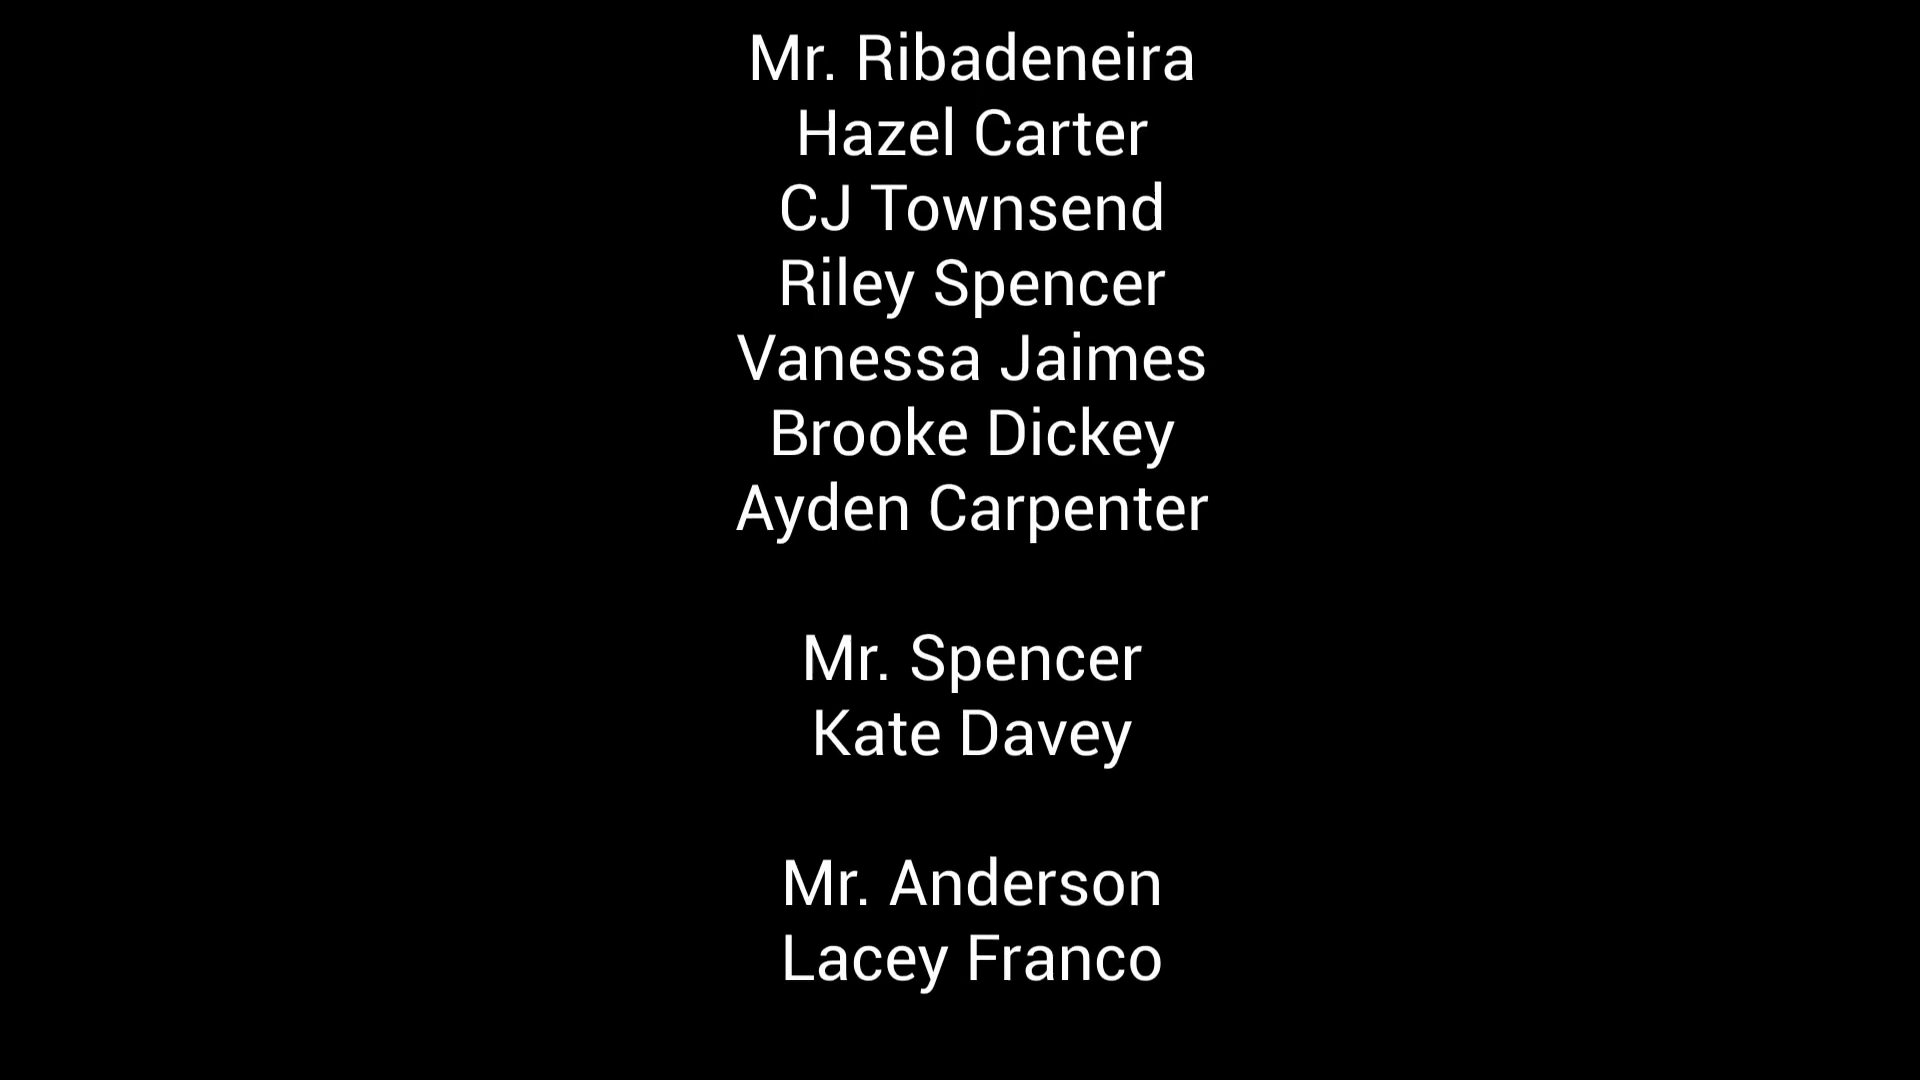 Mr. Ribadeneira
Hazel Carter
CJ Townsend
Riley Spencer
Vanessa Jaimes
Brooke Dickey
Ayden Carpenter
Mr. Spencer
Kate Davey
Mr. Anderson
Lacey Franco